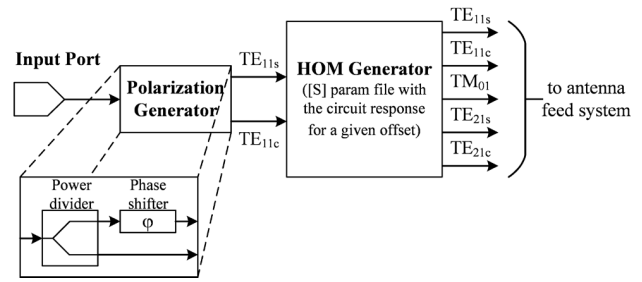 Input Port
Polarization
Generator
TE11s
TE11c
HOM Generator
([S] param file with
the circuit response
for a given offset)
TE11s
TE11c
TM01
TE21s
TE21c
to antenna
feed system
Power
divider
Phase
shifter
φ